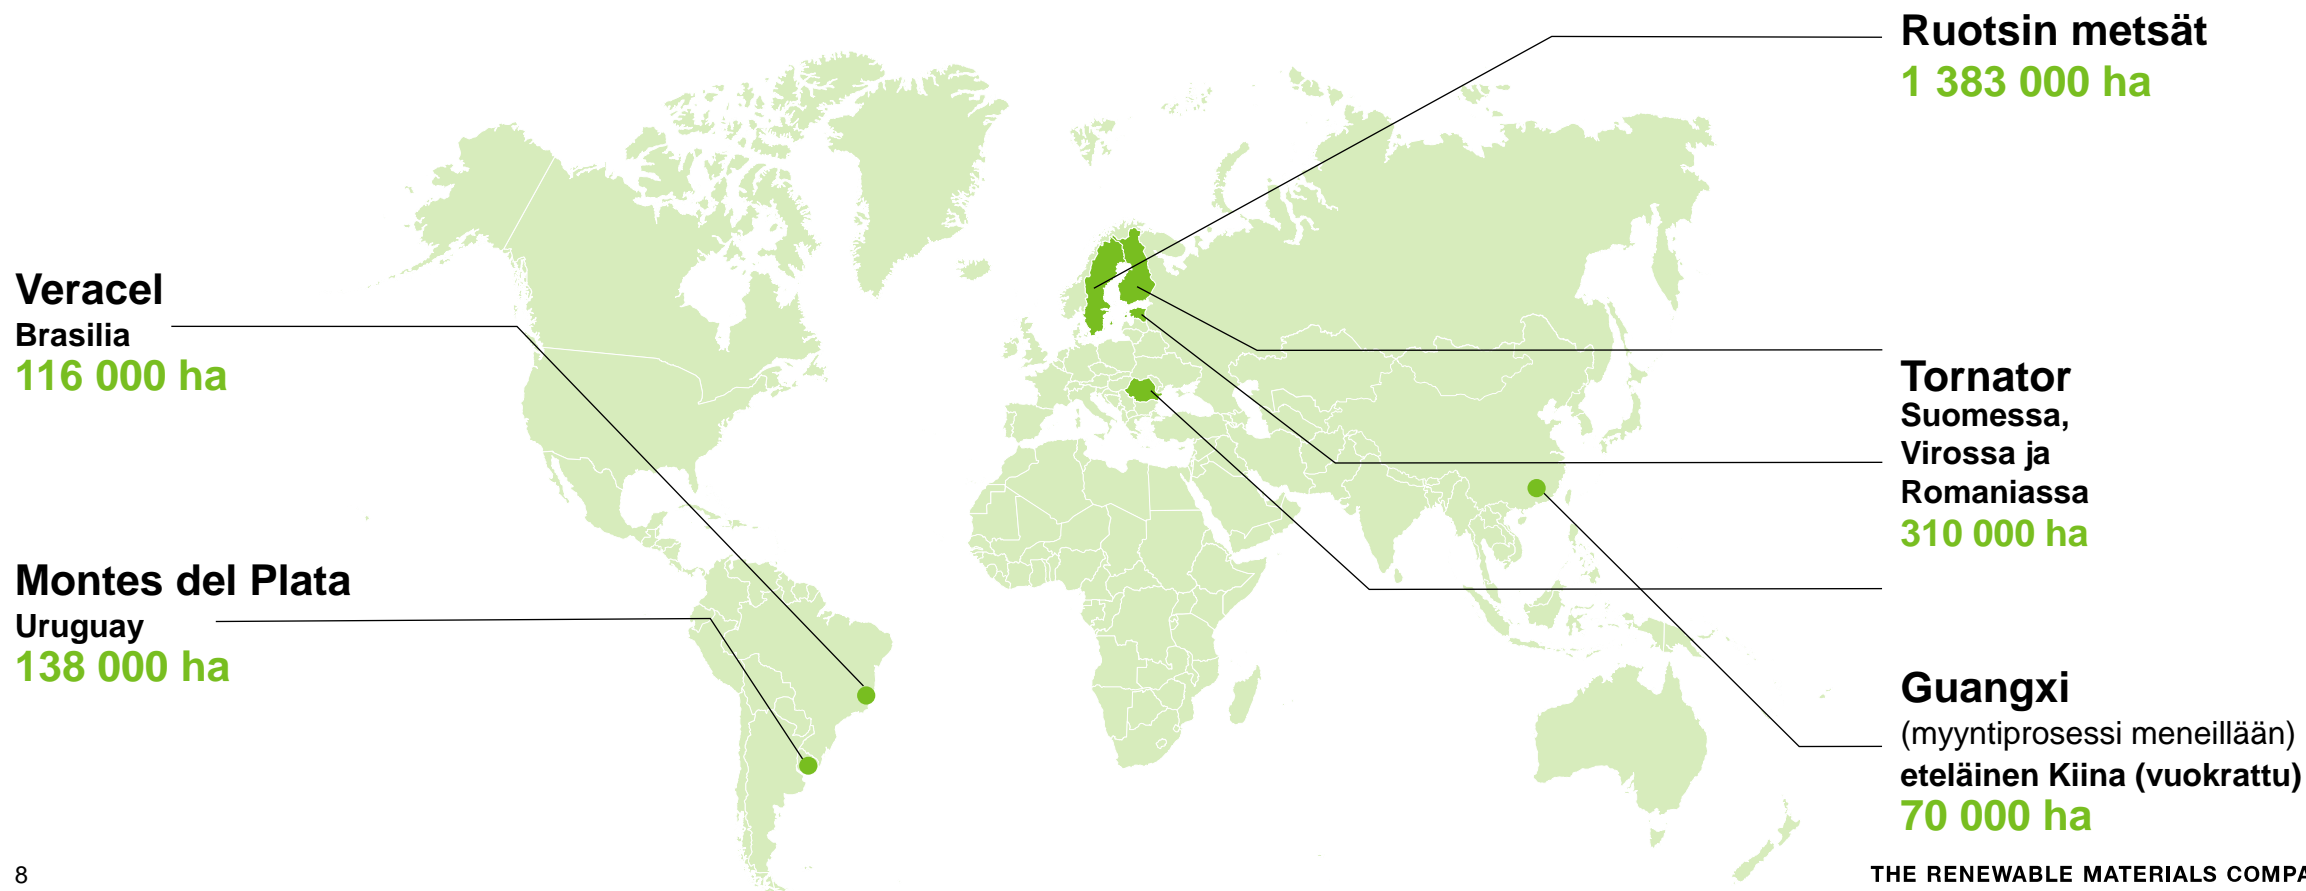 Ruotsin metsät
1 383 000 ha
Veracel
Brasilia
116 000 ha
Tornator
Suomessa,
Virossa ja
Romaniassa
310 000 ha
Montes del Plata
Uruguay
138 000 ha
Guangxi
(myyntiprosessi meneillään)
eteläinen Kiina (vuokrattu)
70 000 ha
8
THE RENEWABLE MATERIALS